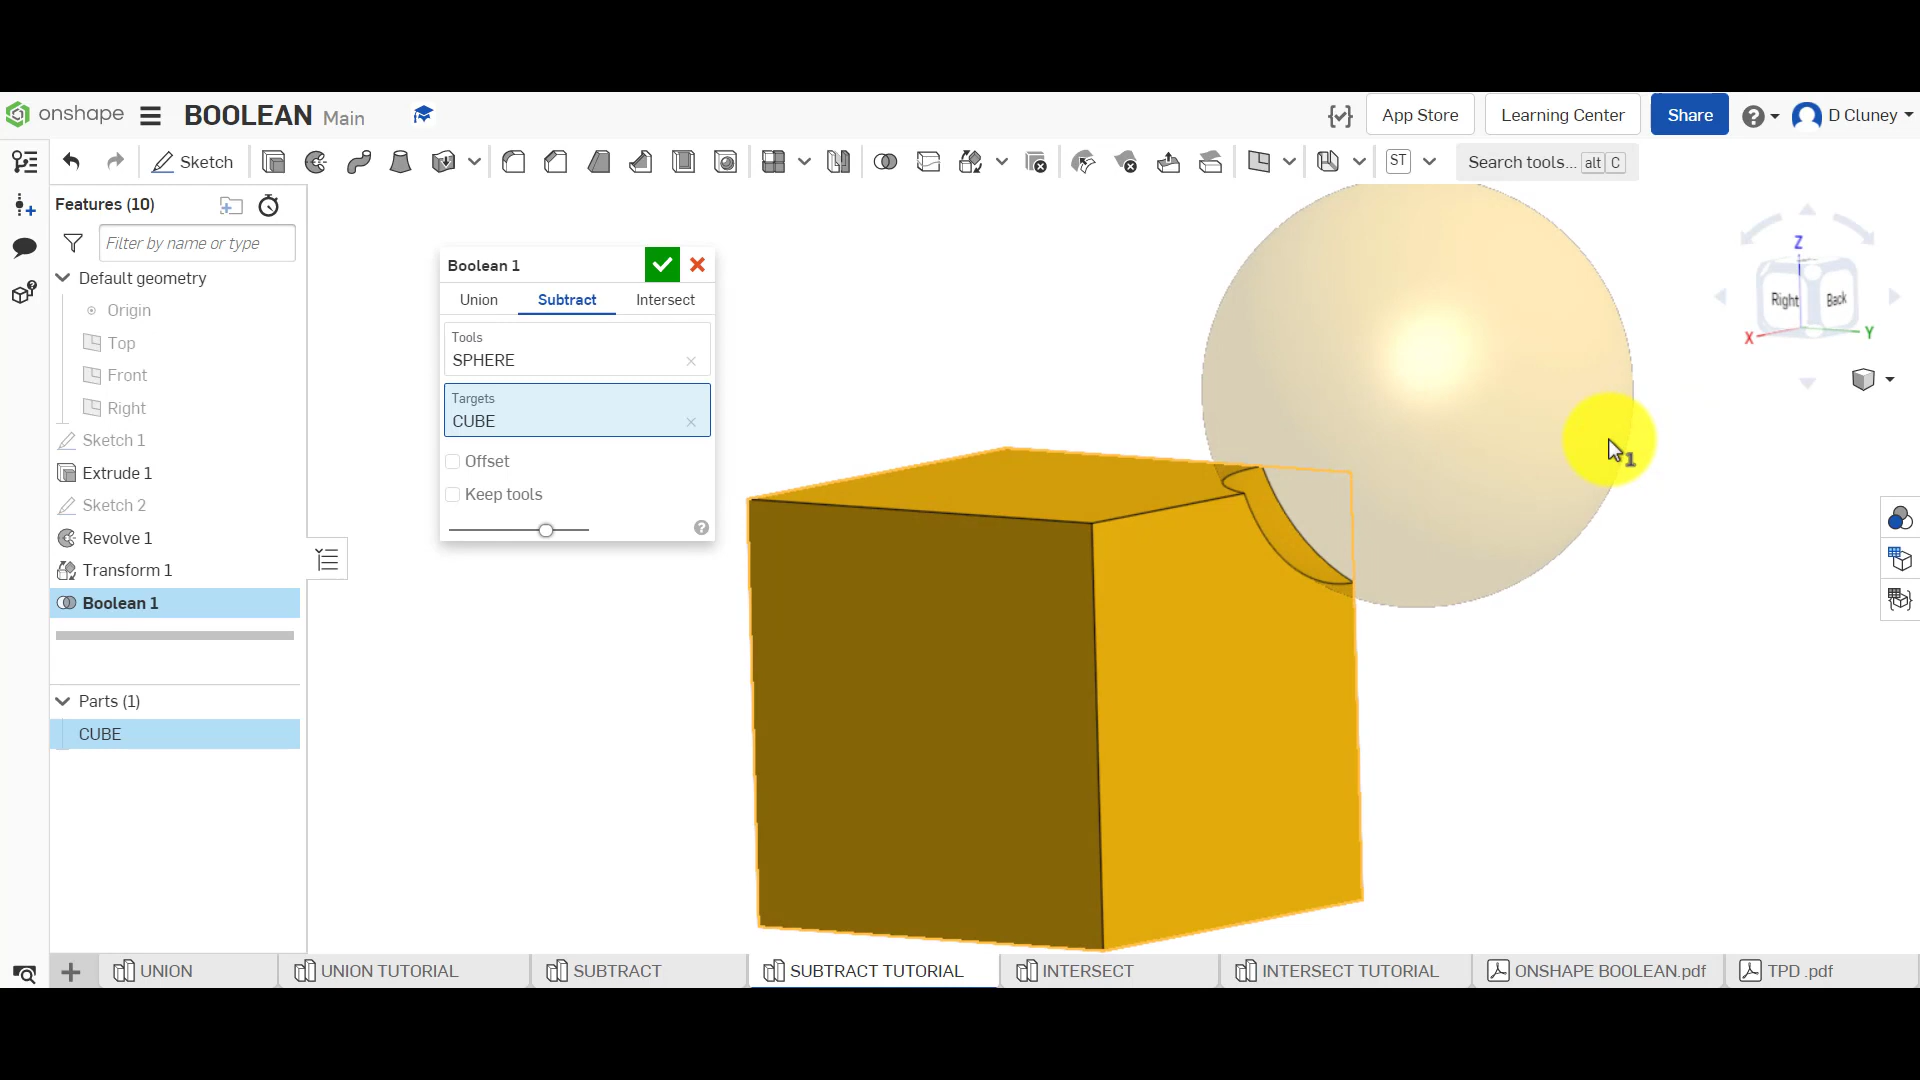 onshape BOOLEAN Main App Store Learning Center Share D Cluney
Sketch ST Search tools... alt C
Features (10)
Filter by name or type
Default geometry
Origin
Top
Front
Right
Sketch 1
Extrude 1
Sketch 2
Revolve 1
Transform 1
Boolean 1
Parts (1)
CUBE
Boolean 1
Union Subtract Intersect
Tools
SPHERE
Targets
CUBE
Offset
Keep tools
Z
Right Back
X Y
1
UNION UNION TUTORIAL SUBTRACT SUBTRACT TUTORIAL INTERSECT INTERSECT TUTORIAL ONSHAPE BOOLEAN.pdf TPD .pdf